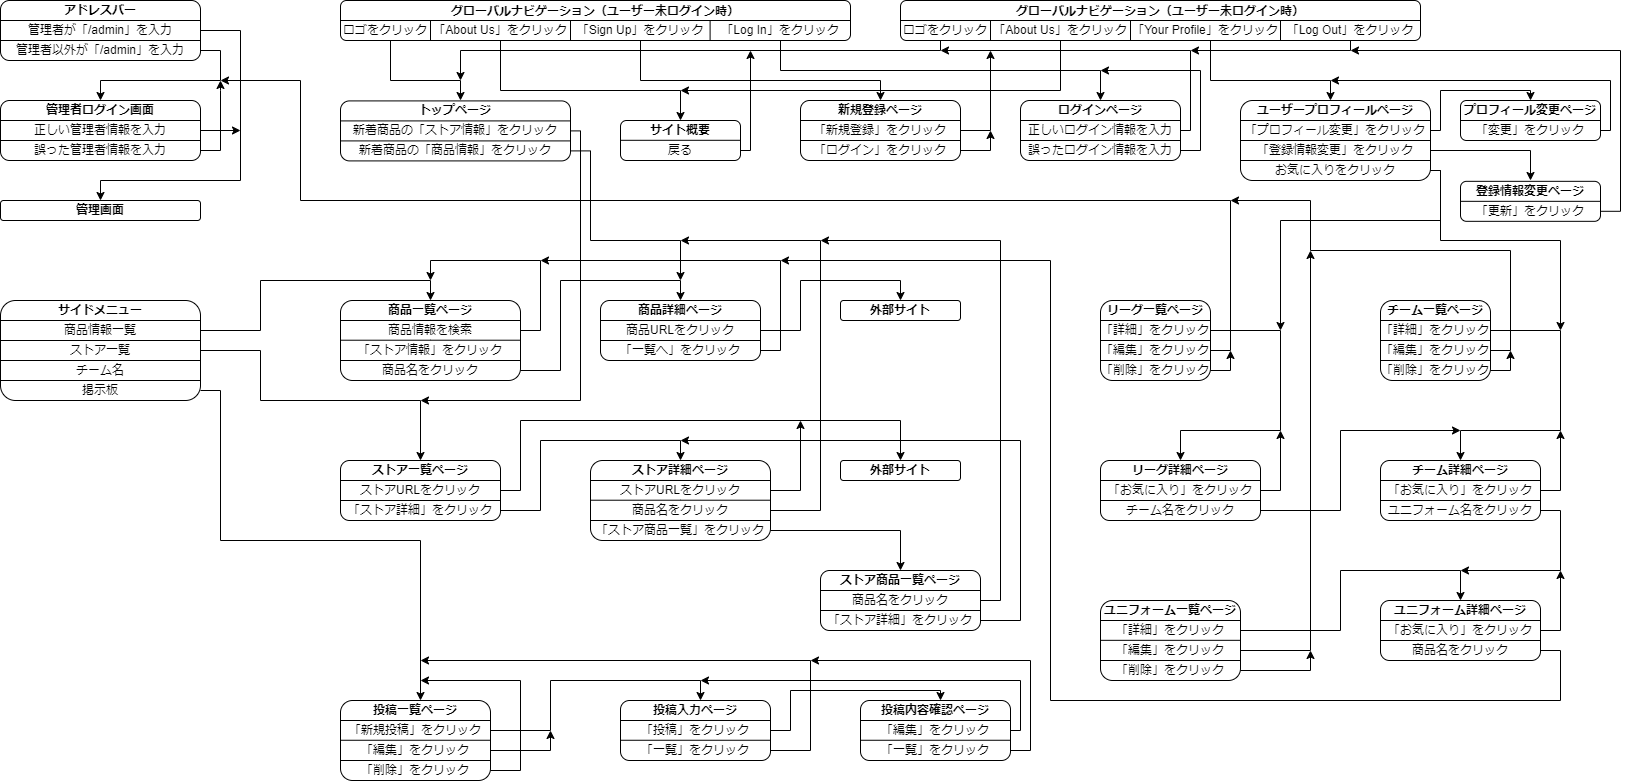 アドレスバー
管理者が「/admin」を入力
管理者以外が「/admin」を入力
グローバルナビゲーション（ユーザー未ログイン時）
ロゴをクリック 「About Us」をクリック 「Sign Up」をクリック 「Log In」をクリック
グローバルナビゲーション（ユーザー未ログイン時）
ロゴをクリック 「About Us」をクリック 「Your Profile」をクリック 「Log Out」をクリック
管理者ログイン画面
正しい管理者情報を入力
誤った管理者情報を入力
トップページ
新着商品の「ストア情報」をクリック
新着商品の「商品情報」をクリック
サイト概要
戻る
新規登録ページ
「新規登録」をクリック
「ログイン」をクリック
ログインページ
正しいログイン情報を入力
誤ったログイン情報を入力
ユーザープロフィールページ
「プロフィール変更」をクリック
「登録情報変更」をクリック
お気に入りをクリック
プロフィール変更ページ
「変更」をクリック
登録情報変更ページ
「更新」をクリック
管理画面
サイドメニュー
商品情報一覧
ストア一覧
チーム名
掲示板
商品一覧ページ
商品情報を検索
「ストア情報」をクリック
商品名をクリック
商品詳細ページ
商品URLをクリック
「一覧へ」をクリック
外部サイト
リーグ一覧ページ
「詳細」をクリック
「編集」をクリック
「削除」をクリック
チーム一覧ページ
「詳細」をクリック
「編集」をクリック
「削除」をクリック
ストアー覧ページ
ストアURLをクリック
「ストア詳細」をクリック
ストア詳細ページ
ストアURLをクリック
商品名をクリック
「ストア商品一覧」をクリック
外部サイト
リーグ詳細ページ
「お気に入り」をクリック
チーム名をクリック
チーム詳細ページ
「お気に入り」をクリック
ユニフォーム名をクリック
ストア商品一覧ページ
商品名をクリック
「ストア詳細」をクリック
ユニフォーム一覧ページ
「詳細」をクリック
「編集」をクリック
「削除」をクリック
ユニフォーム詳細ページ
「お気に入り」をクリック
商品名をクリック
投稿一覧ページ
「新規投稿」をクリック
「編集」をクリック
「削除」をクリック
投稿入力ページ
「投稿」をクリック
「一覧」をクリック
投稿内容確認ページ
「編集」をクリック
「一覧」をクリック